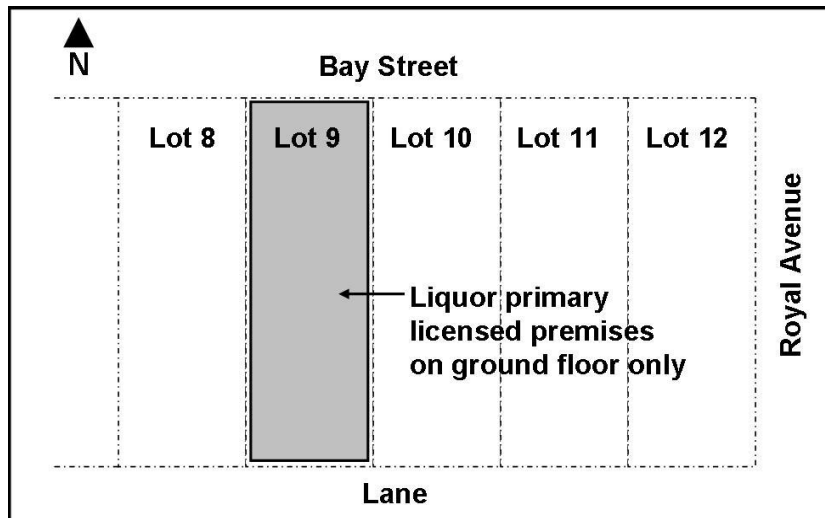 N
Bay Street
Lot 8 Lot 9 Lot 10 Lot 11 Lot 12
Royal Avenue
Liquor primary
licensed premises
on ground floor only
Lane